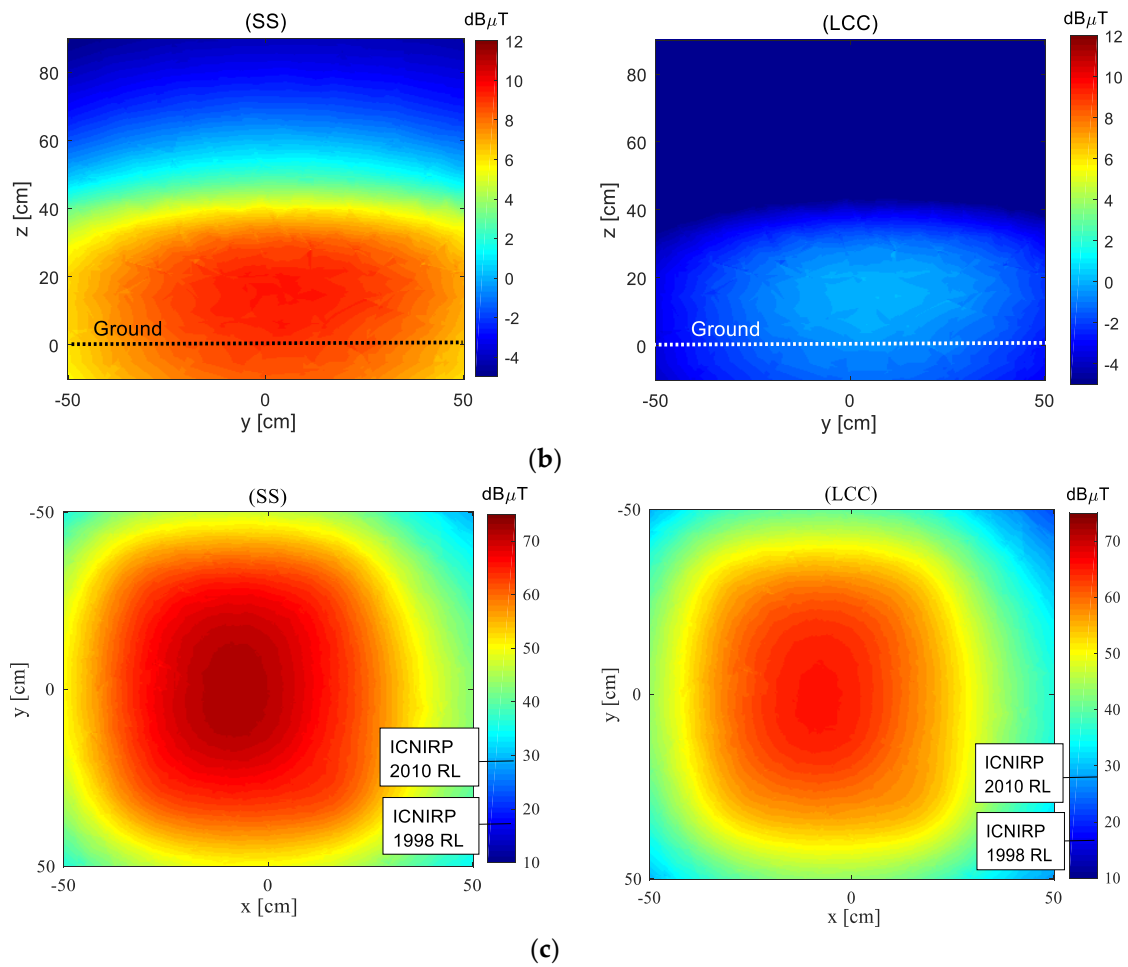 (SS)
dBμT
12
10
8
6
4
2
0
-2
-4
80
60
40
20
0
z [cm]
Ground
-50
0
50
y [cm]
(LCC)
dBμT
12
10
8
6
4
2
0
-2
-4
80
60
40
20
0
z [cm]
Ground
-50
0
50
y [cm]
(b)
(SS)
dBμT
70
60
50
40
30
20
10
-50
0
50
y [cm]
ICNIRP
2010 RL
ICNIRP
1998 RL
-50
0
50
x [cm]
(LCC)
dBμT
70
60
50
40
30
20
10
-50
0
50
y [cm]
ICNIRP
2010 RL
ICNIRP
1998 RL
-50
0
50
x [cm]
(c)